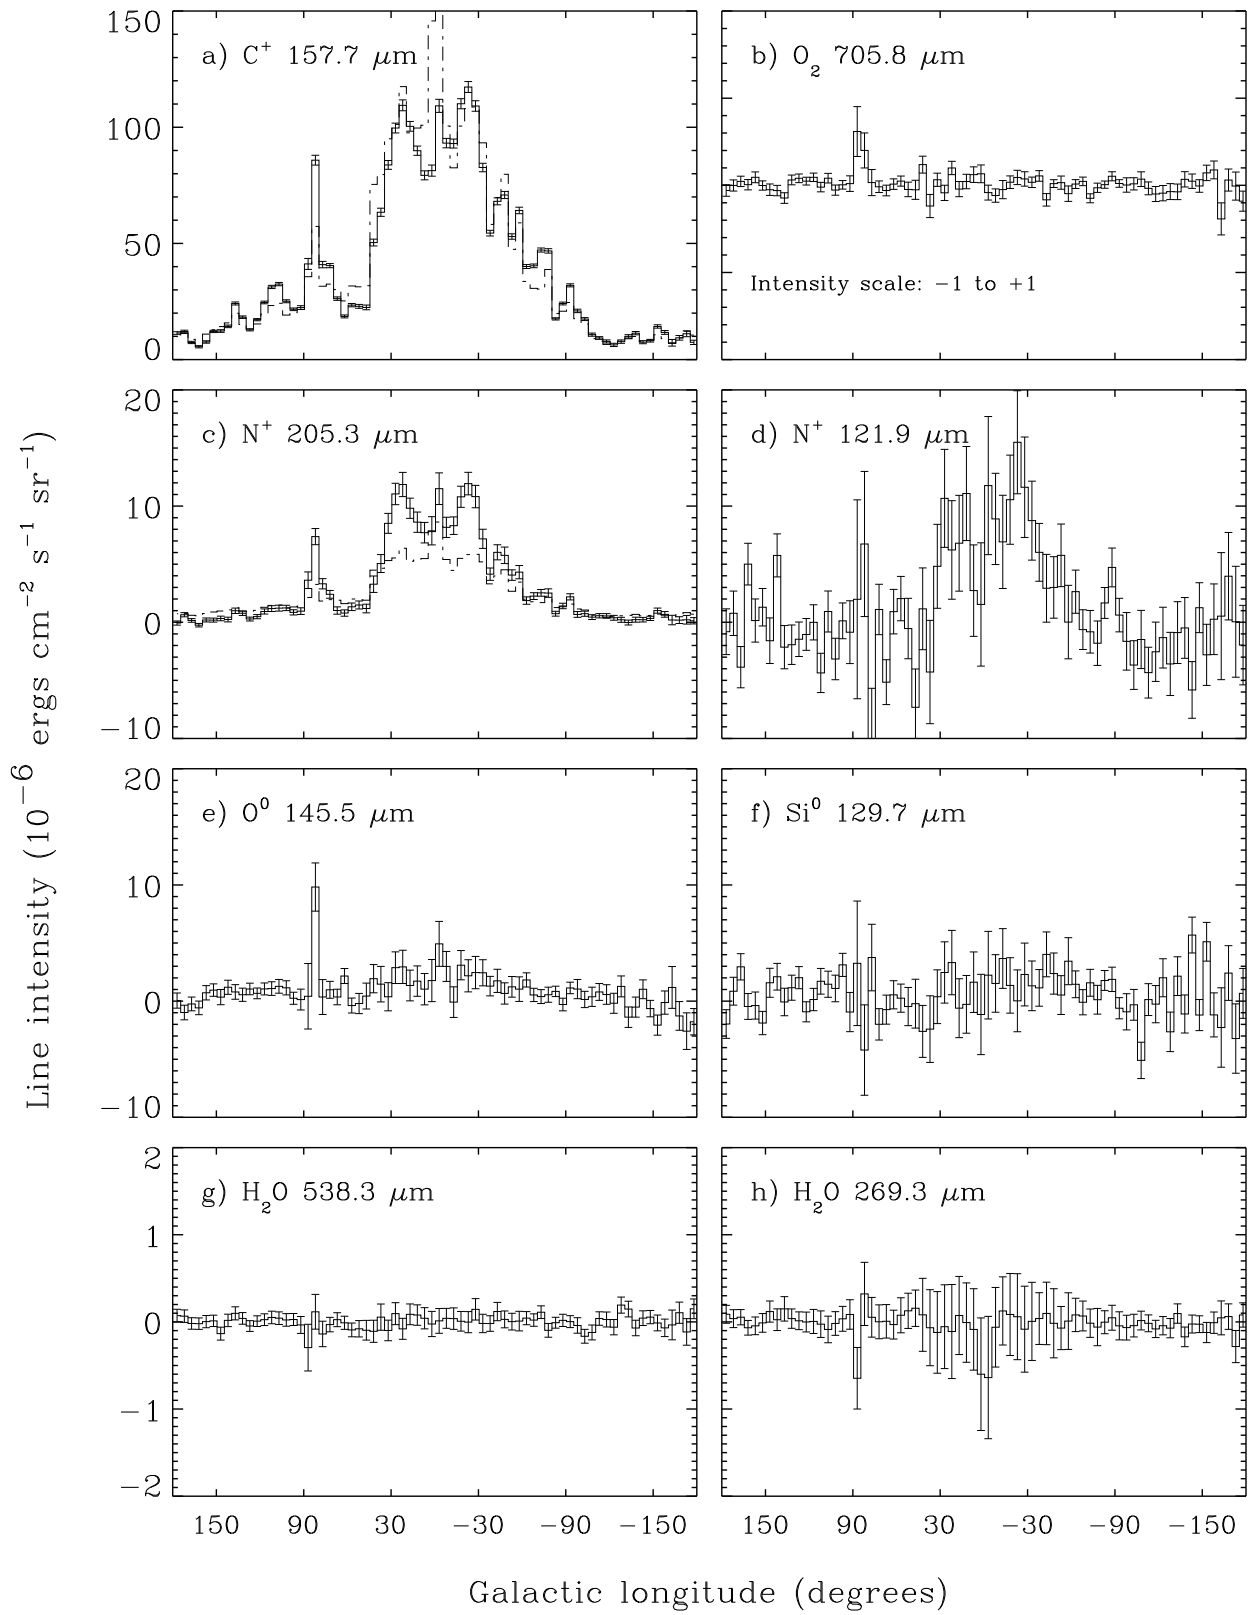 150
100
50
0
a) C⁺ 157.7 μm
b) O₂ 705.8 μm
Intensity scale: −1 to +1
20
10
0
−10
c) N⁺ 205.3 μm
d) N⁺ 121.9 μm
20
10
0
−10
e) O⁰ 145.5 μm
f) Si⁰ 129.7 μm
2
1
0
−1
−2
g) H₂O 538.3 μm
h) H₂O 269.3 μm
150 90 30 −30 −90 −150
150 90 30 −30 −90 −150
Galactic longitude (degrees)
Line intensity (10⁻⁶ ergs cm⁻² s⁻¹ sr⁻¹)